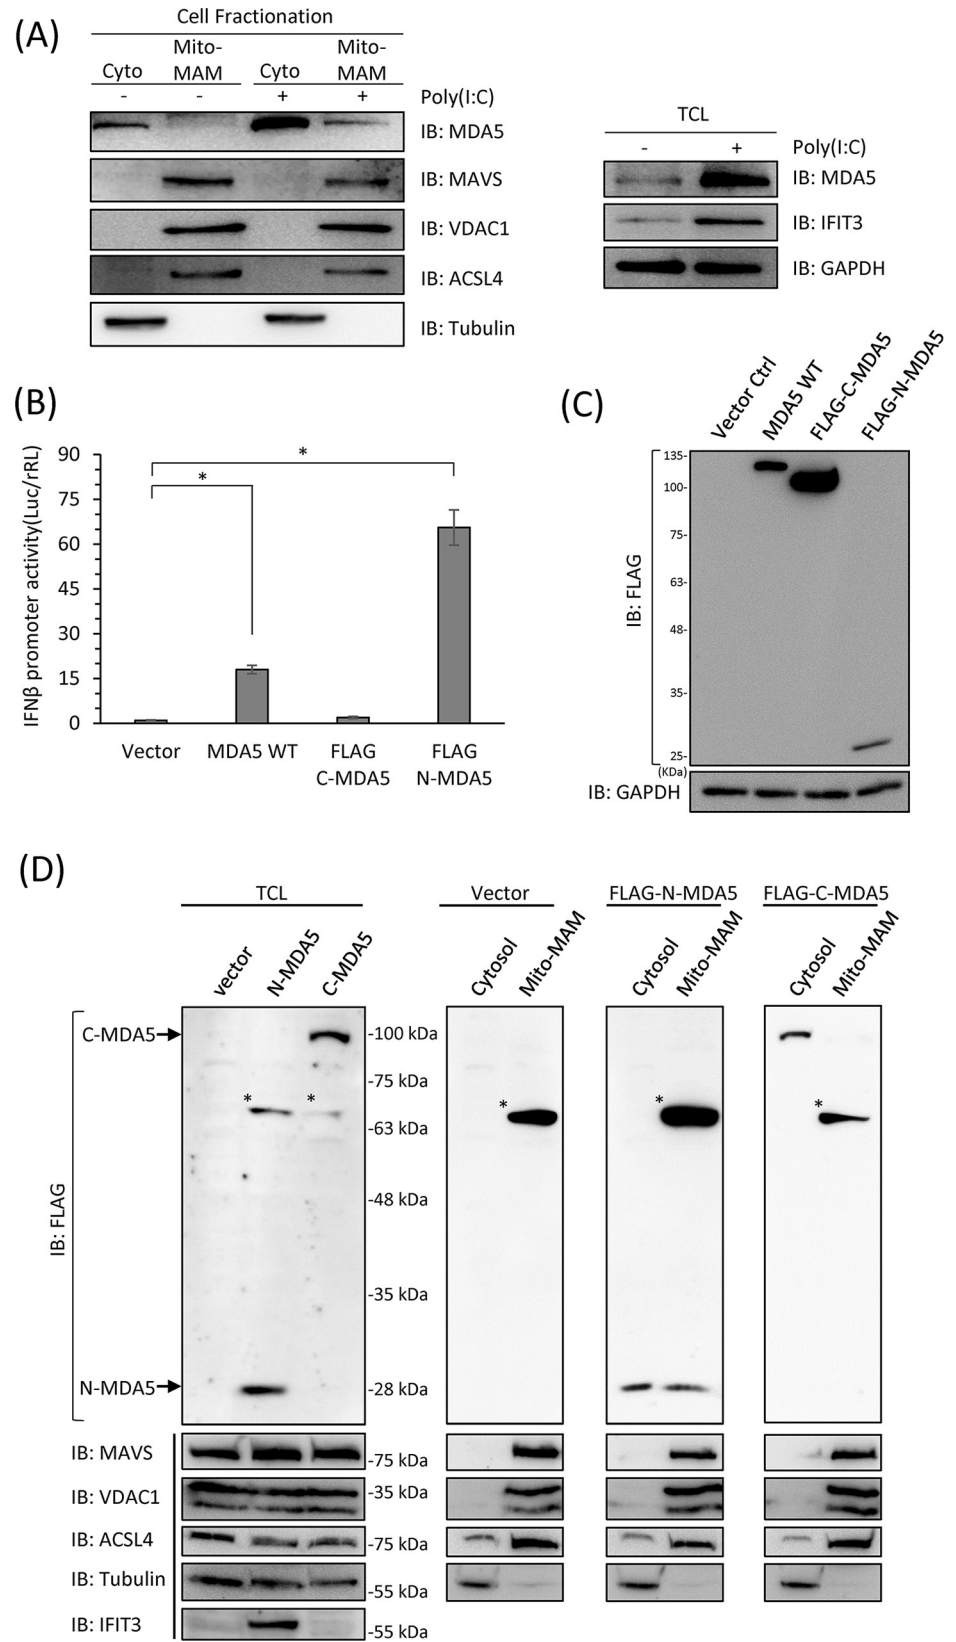 (A)
Cell Fractionation
Cyto Mito-MAM Cyto Mito-MAM
- - + + Poly(I:C)
IB: MDA5
IB: MAVS
IB: VDAC1
IB: ACSL4
IB: Tubulin
TCL
- + Poly(I:C)
IB: MDA5
IB: IFIT3
IB: GAPDH
(B)
IFNβ promoter activity(Luc/rRL)
90
75
60
45
30
15
0
*
*
Vector MDA5 WT FLAG C-MDA5 FLAG N-MDA5
(C)
Vector Ctrl
MDA5 WT
FLAG-C-MDA5
FLAG-N-MDA5
IB: FLAG
135-
100-
75-
63-
48-
35-
25-
(KDa)
IB: GAPDH
(D)
TCL
vector
N-MDA5
C-MDA5
Vector
Cytosol
Mito-MAM
FLAG-N-MDA5
Cytosol
Mito-MAM
FLAG-C-MDA5
Cytosol
Mito-MAM
IB: FLAG
C-MDA5
N-MDA5
* * * * *
-100 kDa
-75 kDa
-63 kDa
-48 kDa
-35 kDa
-28 kDa
IB: MAVS -75 kDa
IB: VDAC1 -35 kDa
IB: ACSL4 -75 kDa
IB: Tubulin -55 kDa
IB: IFIT3 -55 kDa